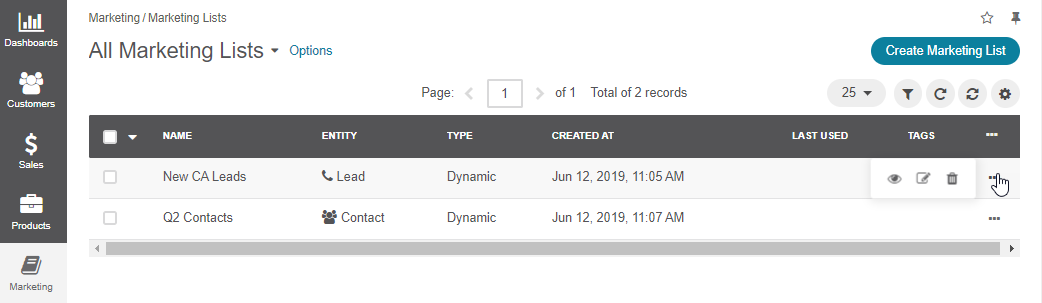 Dashboards
Customers
Sales
Products
Marketing
Marketing / Marketing Lists
All Marketing Lists Options
Create Marketing List
Page: 1 of 1 Total of 2 records
25
NAME ENTITY TYPE CREATED AT LAST USED TAGS
New CA Leads Lead Dynamic Jun 12, 2019, 11:05 AM
Q2 Contacts Contact Dynamic Jun 12, 2019, 11:07 AM